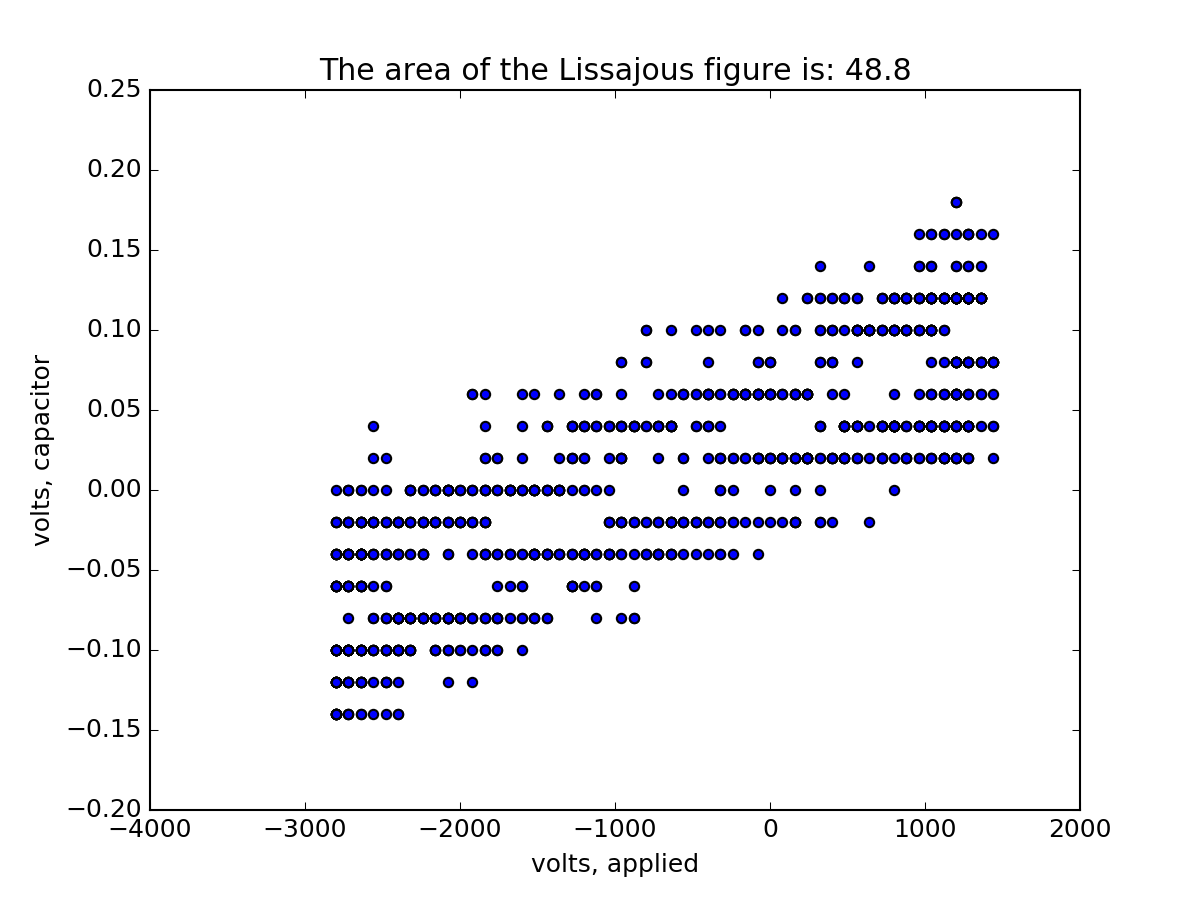 The area of the Lissajous figure is: 48.8
0.25
0.20
0.15
0.10
0.05
0.00
−0.05
−0.10
−0.15
−0.20
volts, capacitor
−4000 −3000 −2000 −1000 0 1000 2000
volts, applied